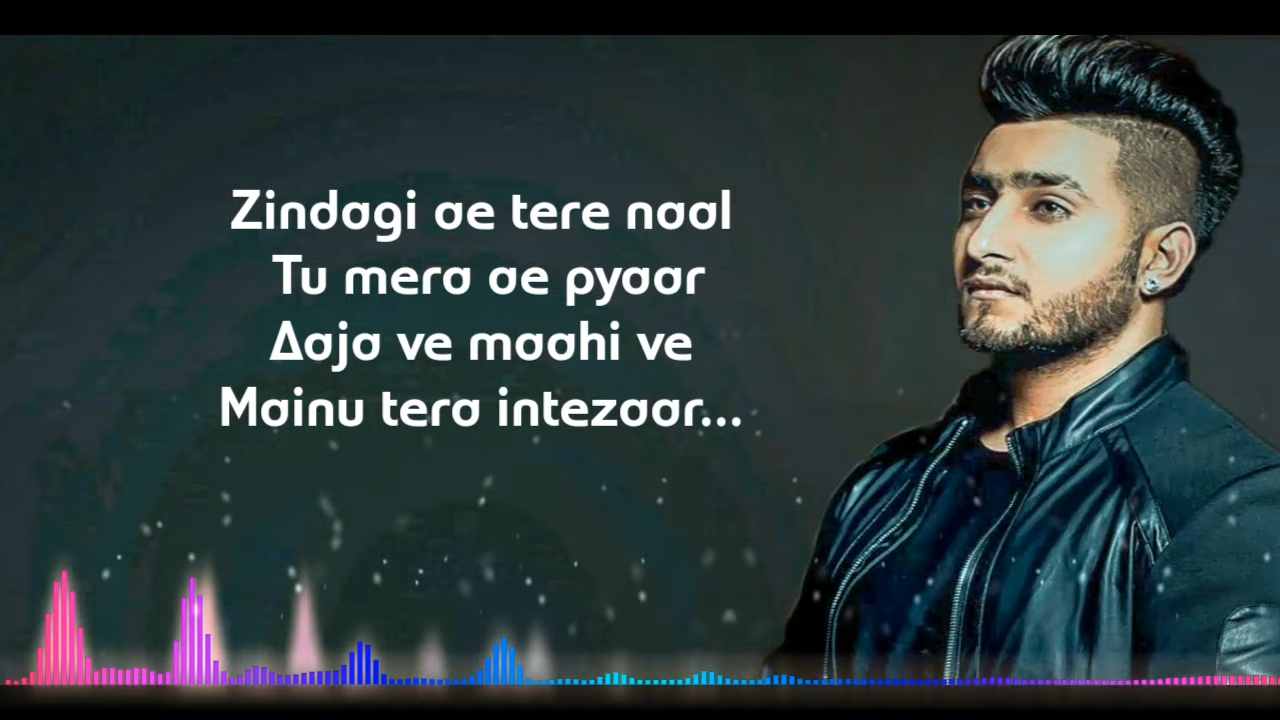 Zindagi ae tere naal
Tu mera ae pyaar
Aaja ve maahi ve
Mainu tera intezaar...